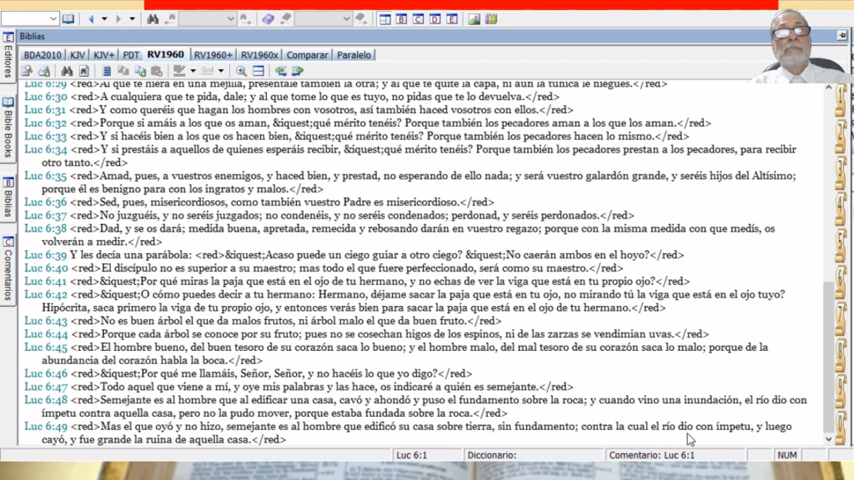 Biblias
BDA2010 KJV KJV+ PDT RV1960 RV1960+ RV1960x Comparar Paralelo
Editores
Bible Books
Biblias
Comentarios
Luc 6:29 <red>Al que te hiera en una mejilla, preséntale también la otra; y al que te quite la capa, ni aun la túnica le niegues.</red>
Luc 6:30 <red>A cualquiera que te pida, dale; y al que tome lo que es tuyo, no pidas que te lo devuelva.</red>
Luc 6:31 <red>Y como queréis que hagan los hombres con vosotros, así también haced vosotros con ellos.</red>
Luc 6:32 <red>Porque si amáis a los que os aman, &iquest;qué mérito tenéis? Porque también los pecadores aman a los que los aman.</red>
Luc 6:33 <red>Y si hacéis bien a los que os hacen bien, &iquest;qué mérito tenéis? Porque también los pecadores hacen lo mismo.</red>
Luc 6:34 <red>Y si prestáis a aquellos de quienes esperáis recibir, &iquest;qué mérito tenéis? Porque también los pecadores prestan a los pecadores, para recibir
otro tanto.</red>
Luc 6:35 <red>Amad, pues, a vuestros enemigos, y haced bien, y prestad, no esperando de ello nada; y será vuestro galardón grande, y seréis hijos del Altísimo;
porque él es benigno para con los ingratos y malos.</red>
Luc 6:36 <red>Sed, pues, misericordiosos, como también vuestro Padre es misericordioso.</red>
Luc 6:37 <red>No juzguéis, y no seréis juzgados; no condenéis, y no seréis condenados; perdonad, y seréis perdonados.</red>
Luc 6:38 <red>Dad, y se os dará; medida buena, apretada, remecida y rebosando darán en vuestro regazo; porque con la misma medida con que medís, os
volverán a medir.</red>
Luc 6:39 Y les decía una parábola: <red>&iquest;Acaso puede un ciego guiar a otro ciego? &iquest;No caerán ambos en el hoyo?</red>
Luc 6:40 <red>El discípulo no es superior a su maestro; mas todo el que fuere perfeccionado, será como su maestro.</red>
Luc 6:41 <red>&iquest;Por qué miras la paja que está en el ojo de tu hermano, y no echas de ver la viga que está en tu propio ojo?</red>
Luc 6:42 <red>&iquest;O cómo puedes decir a tu hermano: Hermano, déjame sacar la paja que está en tu ojo, no mirando tú la viga que está en el ojo tuyo?
Hipócrita, saca primero la viga de tu propio ojo, y entonces verás bien para sacar la paja que está en el ojo de tu hermano.</red>
Luc 6:43 <red>No es buen árbol el que da malos frutos, ni árbol malo el que da buen fruto.</red>
Luc 6:44 <red>Porque cada árbol se conoce por su fruto; pues no se cosechan higos de los espinos, ni de las zarzas se vendimian uvas.</red>
Luc 6:45 <red>El hombre bueno, del buen tesoro de su corazón saca lo bueno; y el hombre malo, del mal tesoro de su corazón saca lo malo; porque de la
abundancia del corazón habla la boca.</red>
Luc 6:46 <red>&iquest;Por qué me llamáis, Señor, Señor, y no hacéis lo que yo digo?</red>
Luc 6:47 <red>Todo aquel que viene a mí, y oye mis palabras y las hace, os indicaré a quién es semejante.</red>
Luc 6:48 <red>Semejante es al hombre que al edificar una casa, cavó y ahondó y puso el fundamento sobre la roca; y cuando vino una inundación, el río dio con
ímpetu contra aquella casa, pero no la pudo mover, porque estaba fundada sobre la roca.</red>
Luc 6:49 <red>Mas el que oyó y no hizo, semejante es al hombre que edificó su casa sobre tierra, sin fundamento; contra la cual el río dio con ímpetu, y luego
cayó, y fue grande la ruina de aquella casa.</red>
Luc 6:1 Diccionario: Comentario: Luc 6:1 NUM